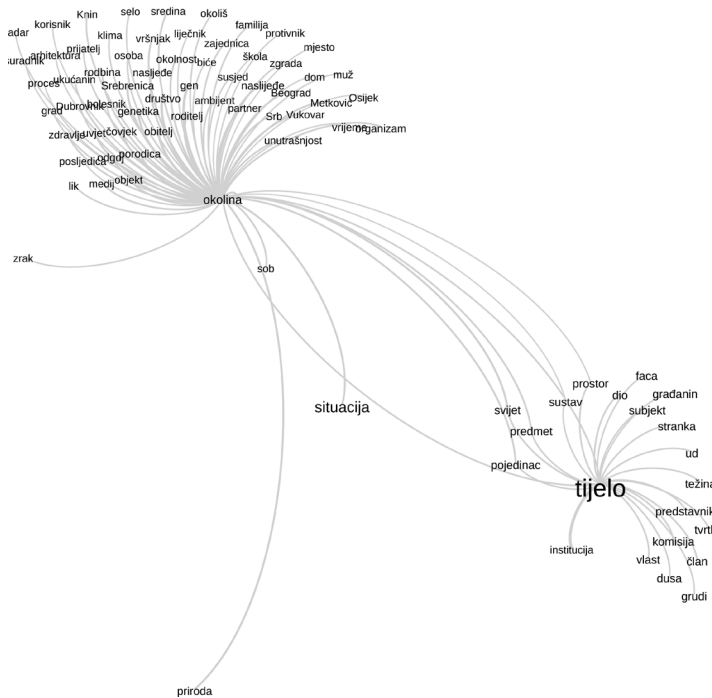 Knin
selo
sredina
okoliš
korisnik
familija
adar
klima
vršnjak
liječnik
zajednica
protivnik
arhitektura
prijatelj
osoba
okolnost
biće
škola
mjesto
suradnik
rodbina
nasljeđe
susjed
zgrada
proces
ukućanin
Srebrenica
gen
naslijeđe
dom
muž
Beograd
grad
Dubrovnik
bolesnik
društvo
ambijent
partner
Metković
Osijek
genetika
roditelj
Srb
Vukovar
zdravlje
uvjet
čovjek
obitelj
unutrašnjost
vrijeme
organizam
posljedica
odgoj
porodica
lik
medij
objekt
okolina
zrak
sob
situacija
prostor
faca
sustav
dio
građanin
svijet
subjekt
predmet
stranka
pojedinac
ud
tijelo
težina
predstavnik
tvrtk
institucija
komisija
vlast
član
dusa
grudi
priroda